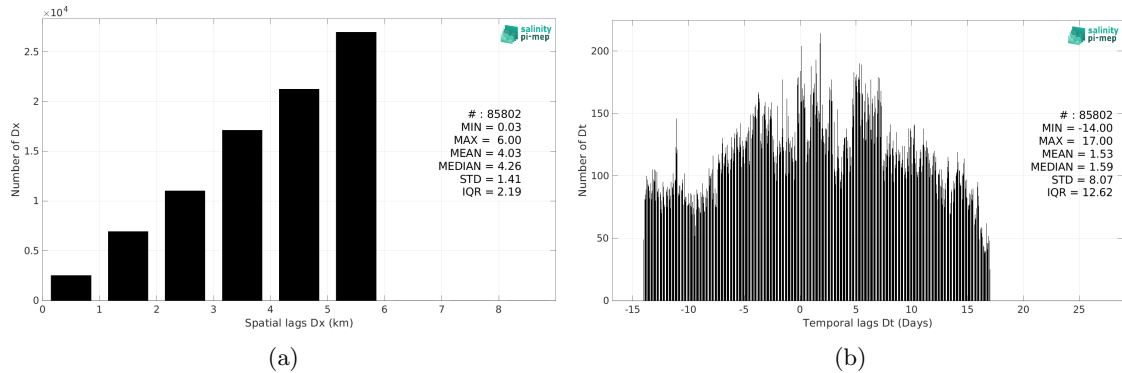 ×10⁴
salinity
pi-mep
2.5
2
1.5
1
0.5
0
Number of Dx
# : 85802
MIN = 0.03
MAX = 6.00
MEAN = 4.03
MEDIAN = 4.26
STD = 1.41
IQR = 2.19
0 1 2 3 4 5 6 7 8
Spatial lags Dx (km)
(a)
salinity
pi-mep
200
150
100
50
0
Number of Dt
# : 85802
MIN = -14.00
MAX = 17.00
MEAN = 1.53
MEDIAN = 1.59
STD = 8.07
IQR = 12.62
-15 -10 -5 0 5 10 15 20 25
Temporal lags Dt (Days)
(b)